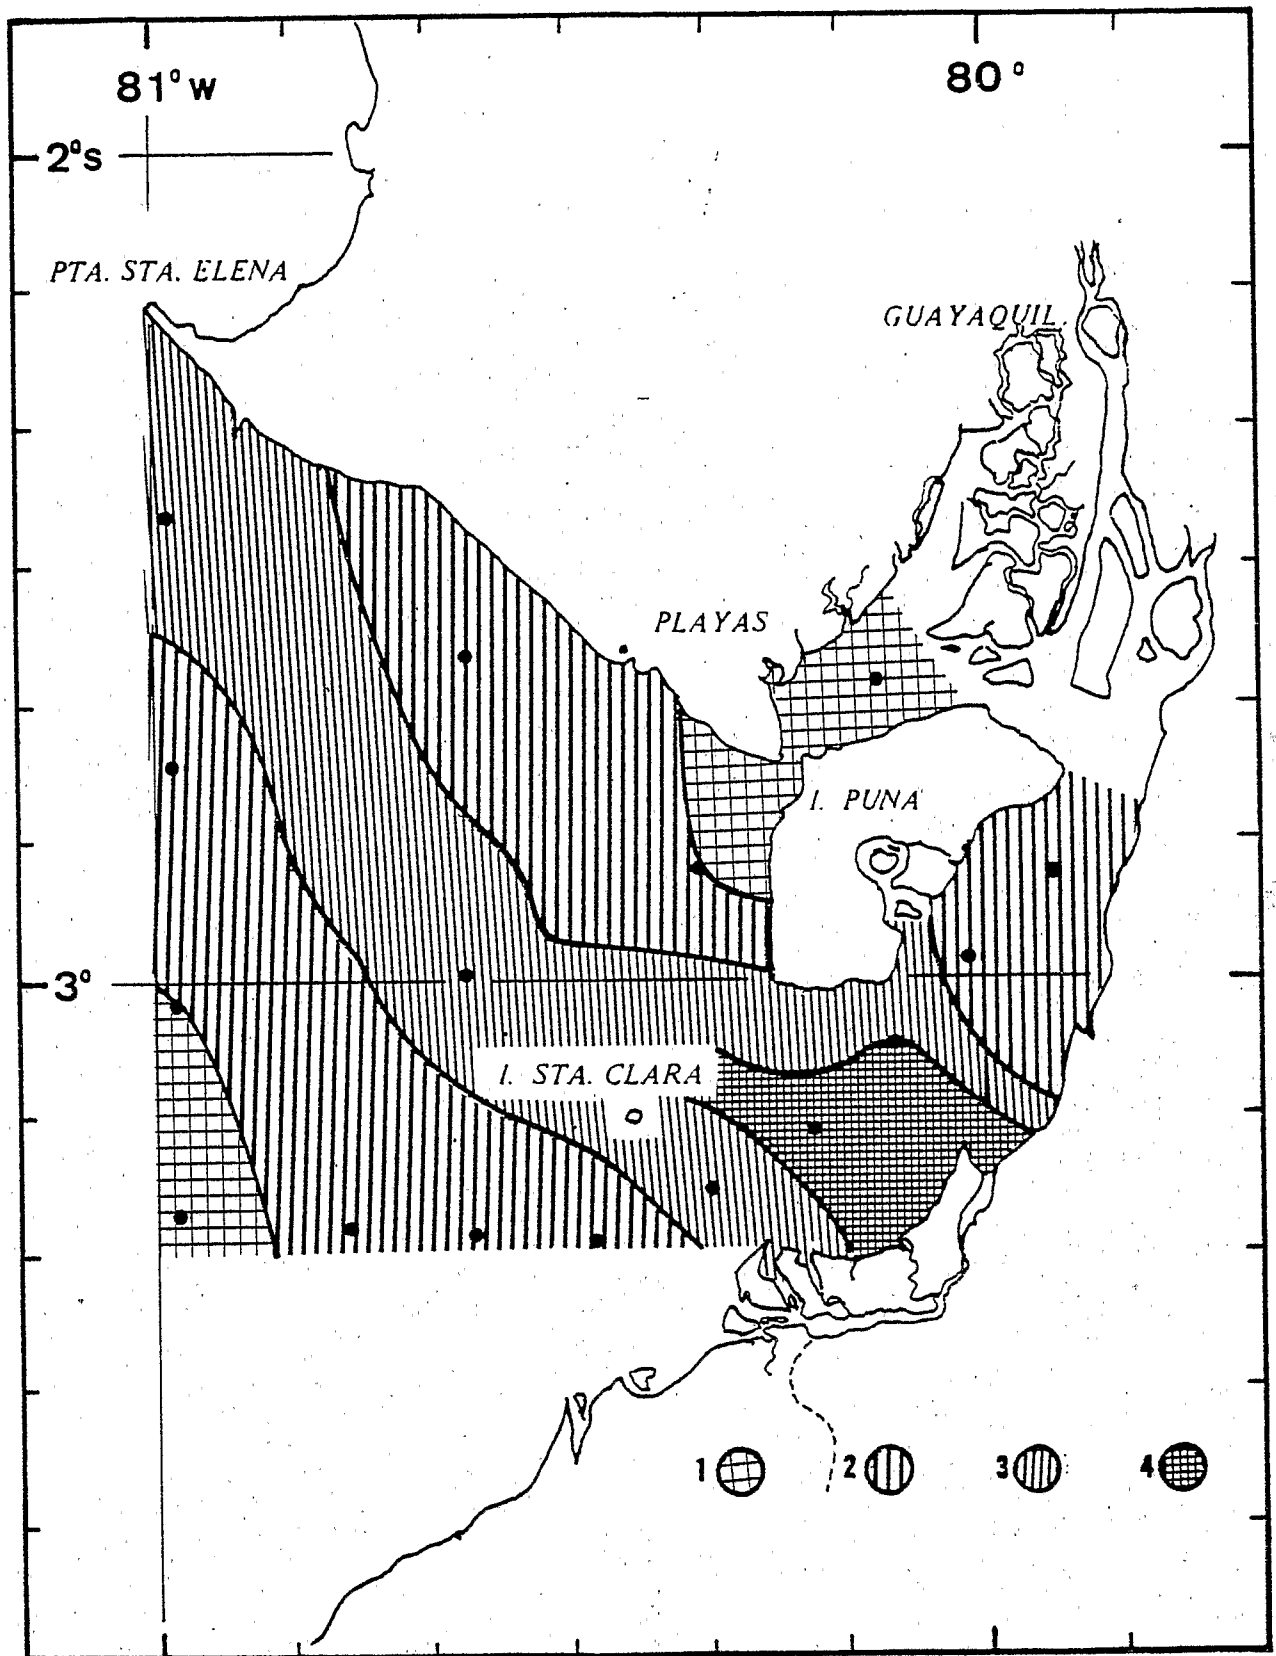 81° W
80°
2°S
PTA. STA. ELENA
GUAYAQUIL
PLAYAS
I. PUNA
3°
I. STA. CLARA
1
2
3
4